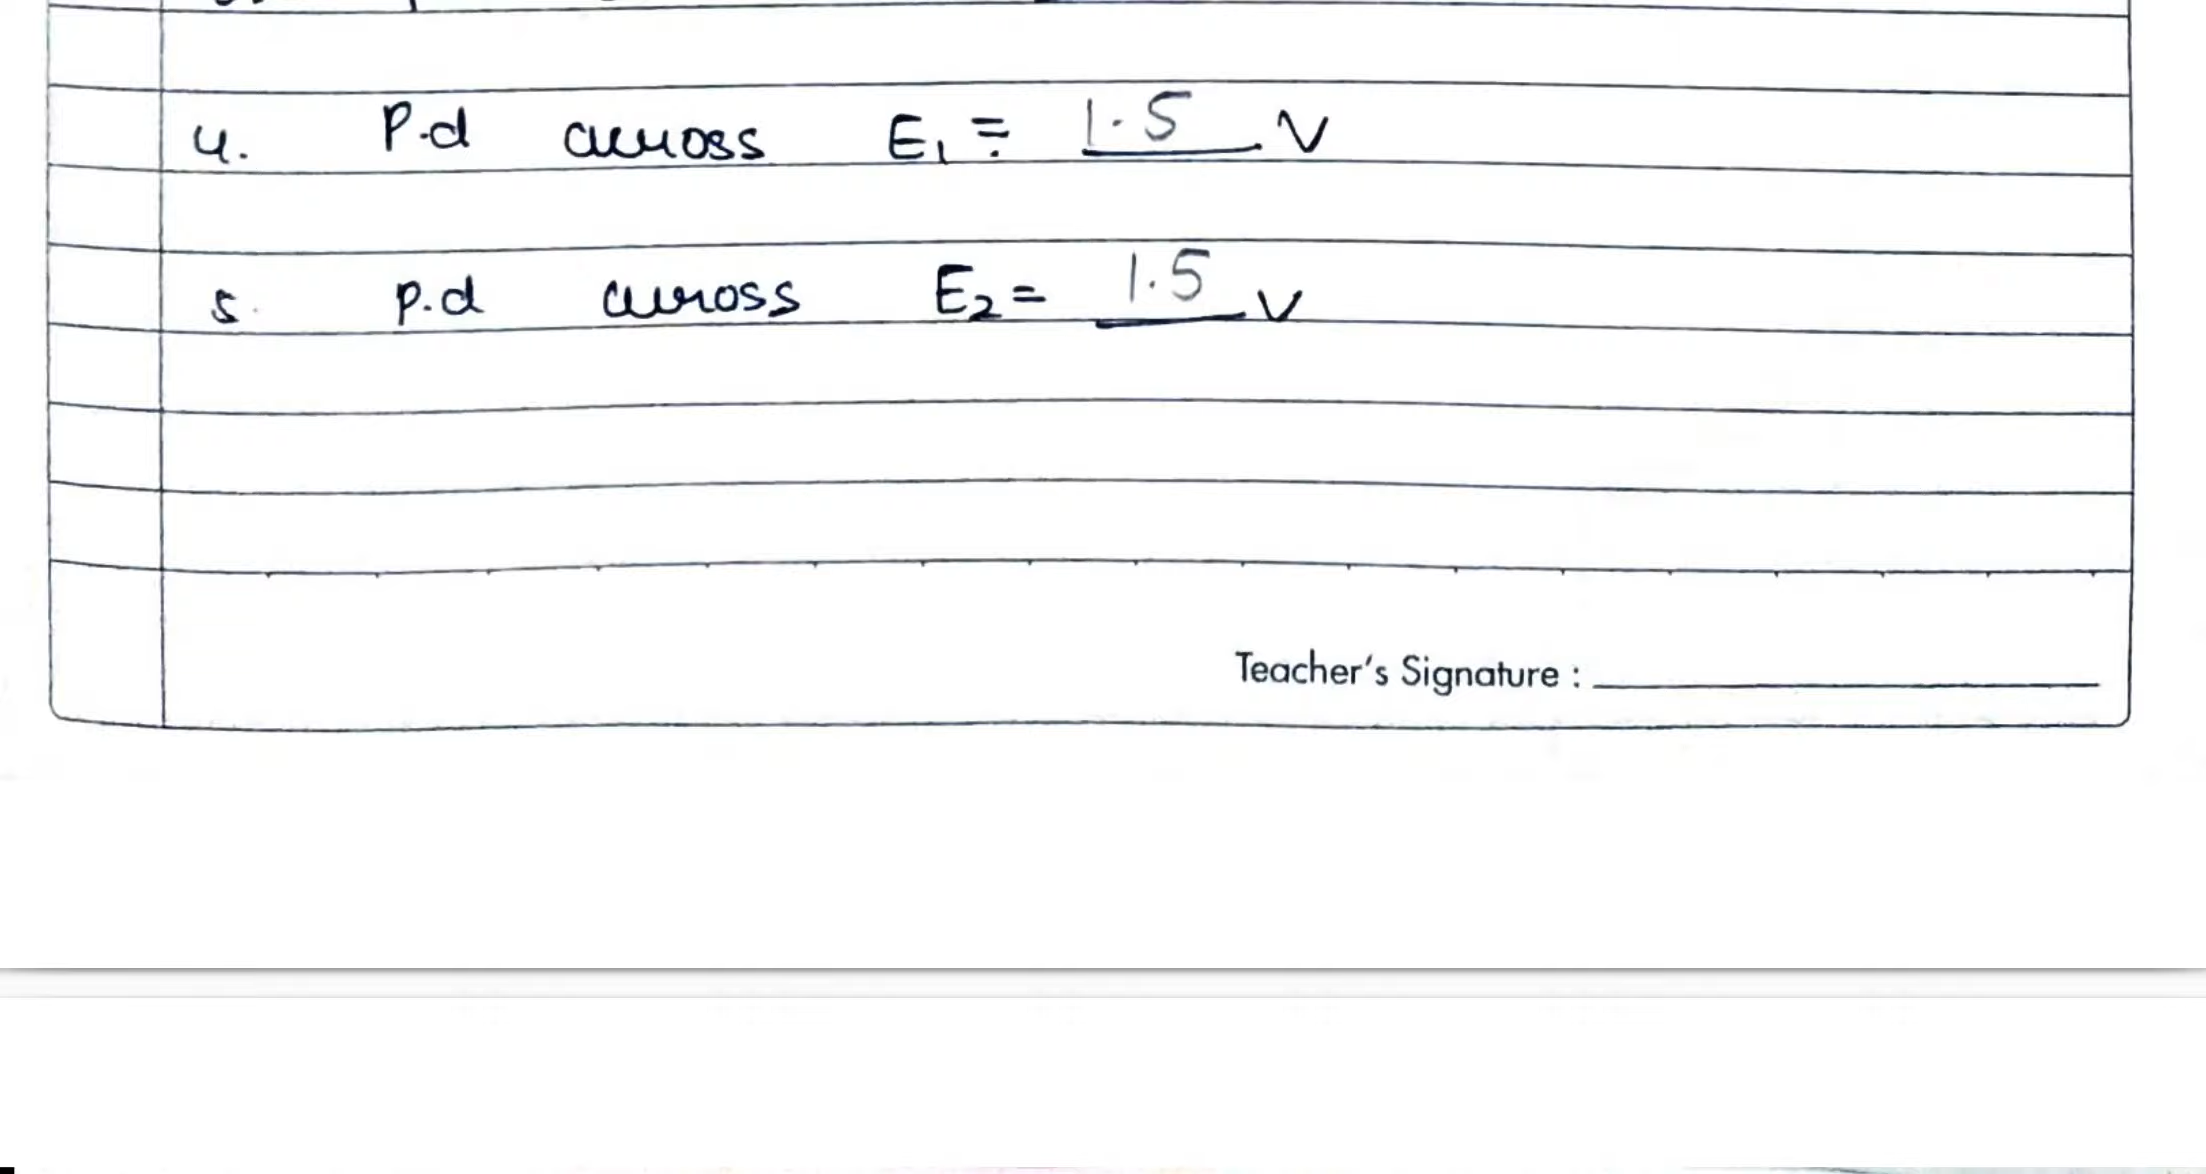 4. P.d across E1 = 1.5 V
5. p.d across E2 = 1.5 V
Teacher's Signature :